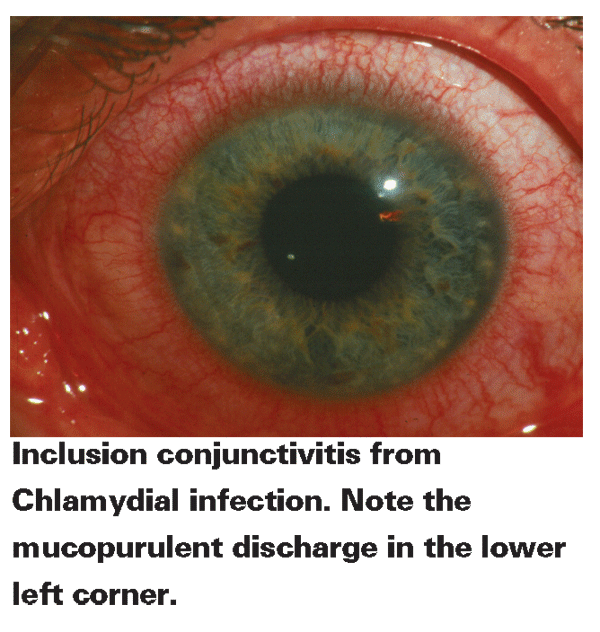 Inclusion conjunctivitis from
Chlamydial infection. Note the
mucopurulent discharge in the lower
left corner.